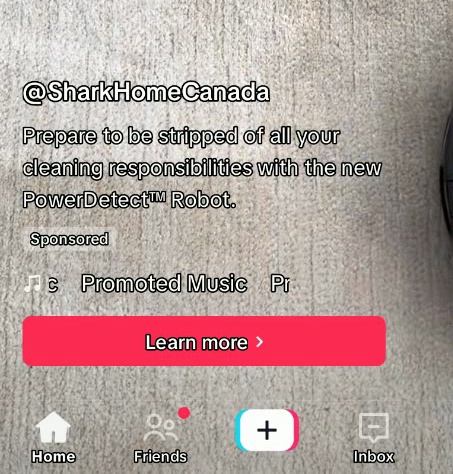 @SharkHomeCanada
Prepare to be stripped of all your
cleaning responsibilities with the new
PowerDetect™ Robot.
Sponsored
c Promoted Music Pr
Learn more
Home Friends Inbox